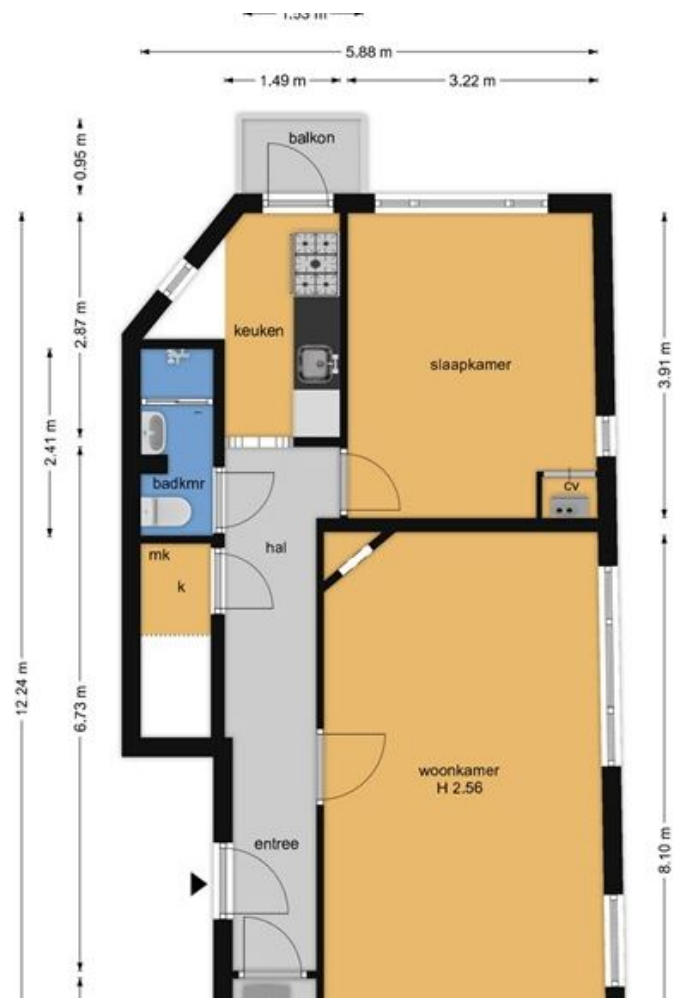 5.88 m
1.49 m
3.22 m
balkon
0.95 m
2.87 m
keuken
slaapkamer
3.91 m
2.41 m
badkmr
cv
mk
hal
k
12.24 m
6.73 m
woonkamer
H 2.56
entree
8.10 m